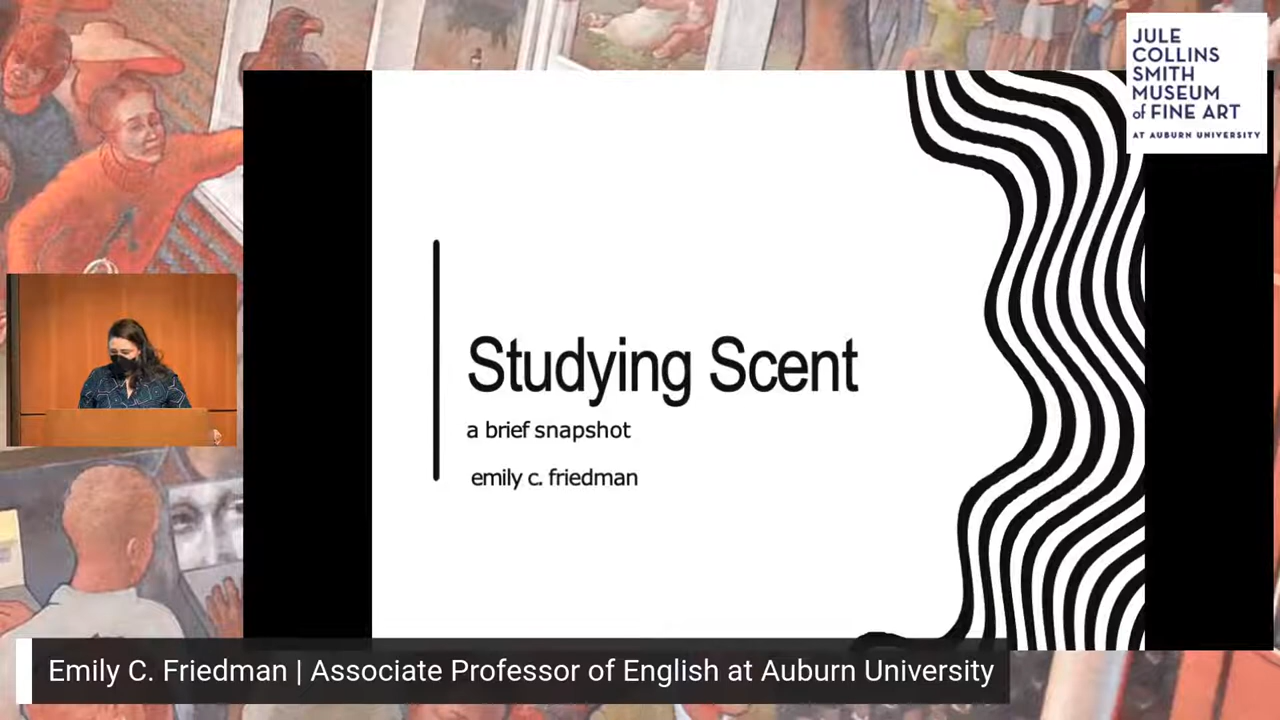 JULE
COLLINS
SMITH
MUSEUM
of FINE ART
AT AUBURN UNIVERSITY
Studying Scent
a brief snapshot
emily c. friedman
Emily C. Friedman | Associate Professor of English at Auburn University